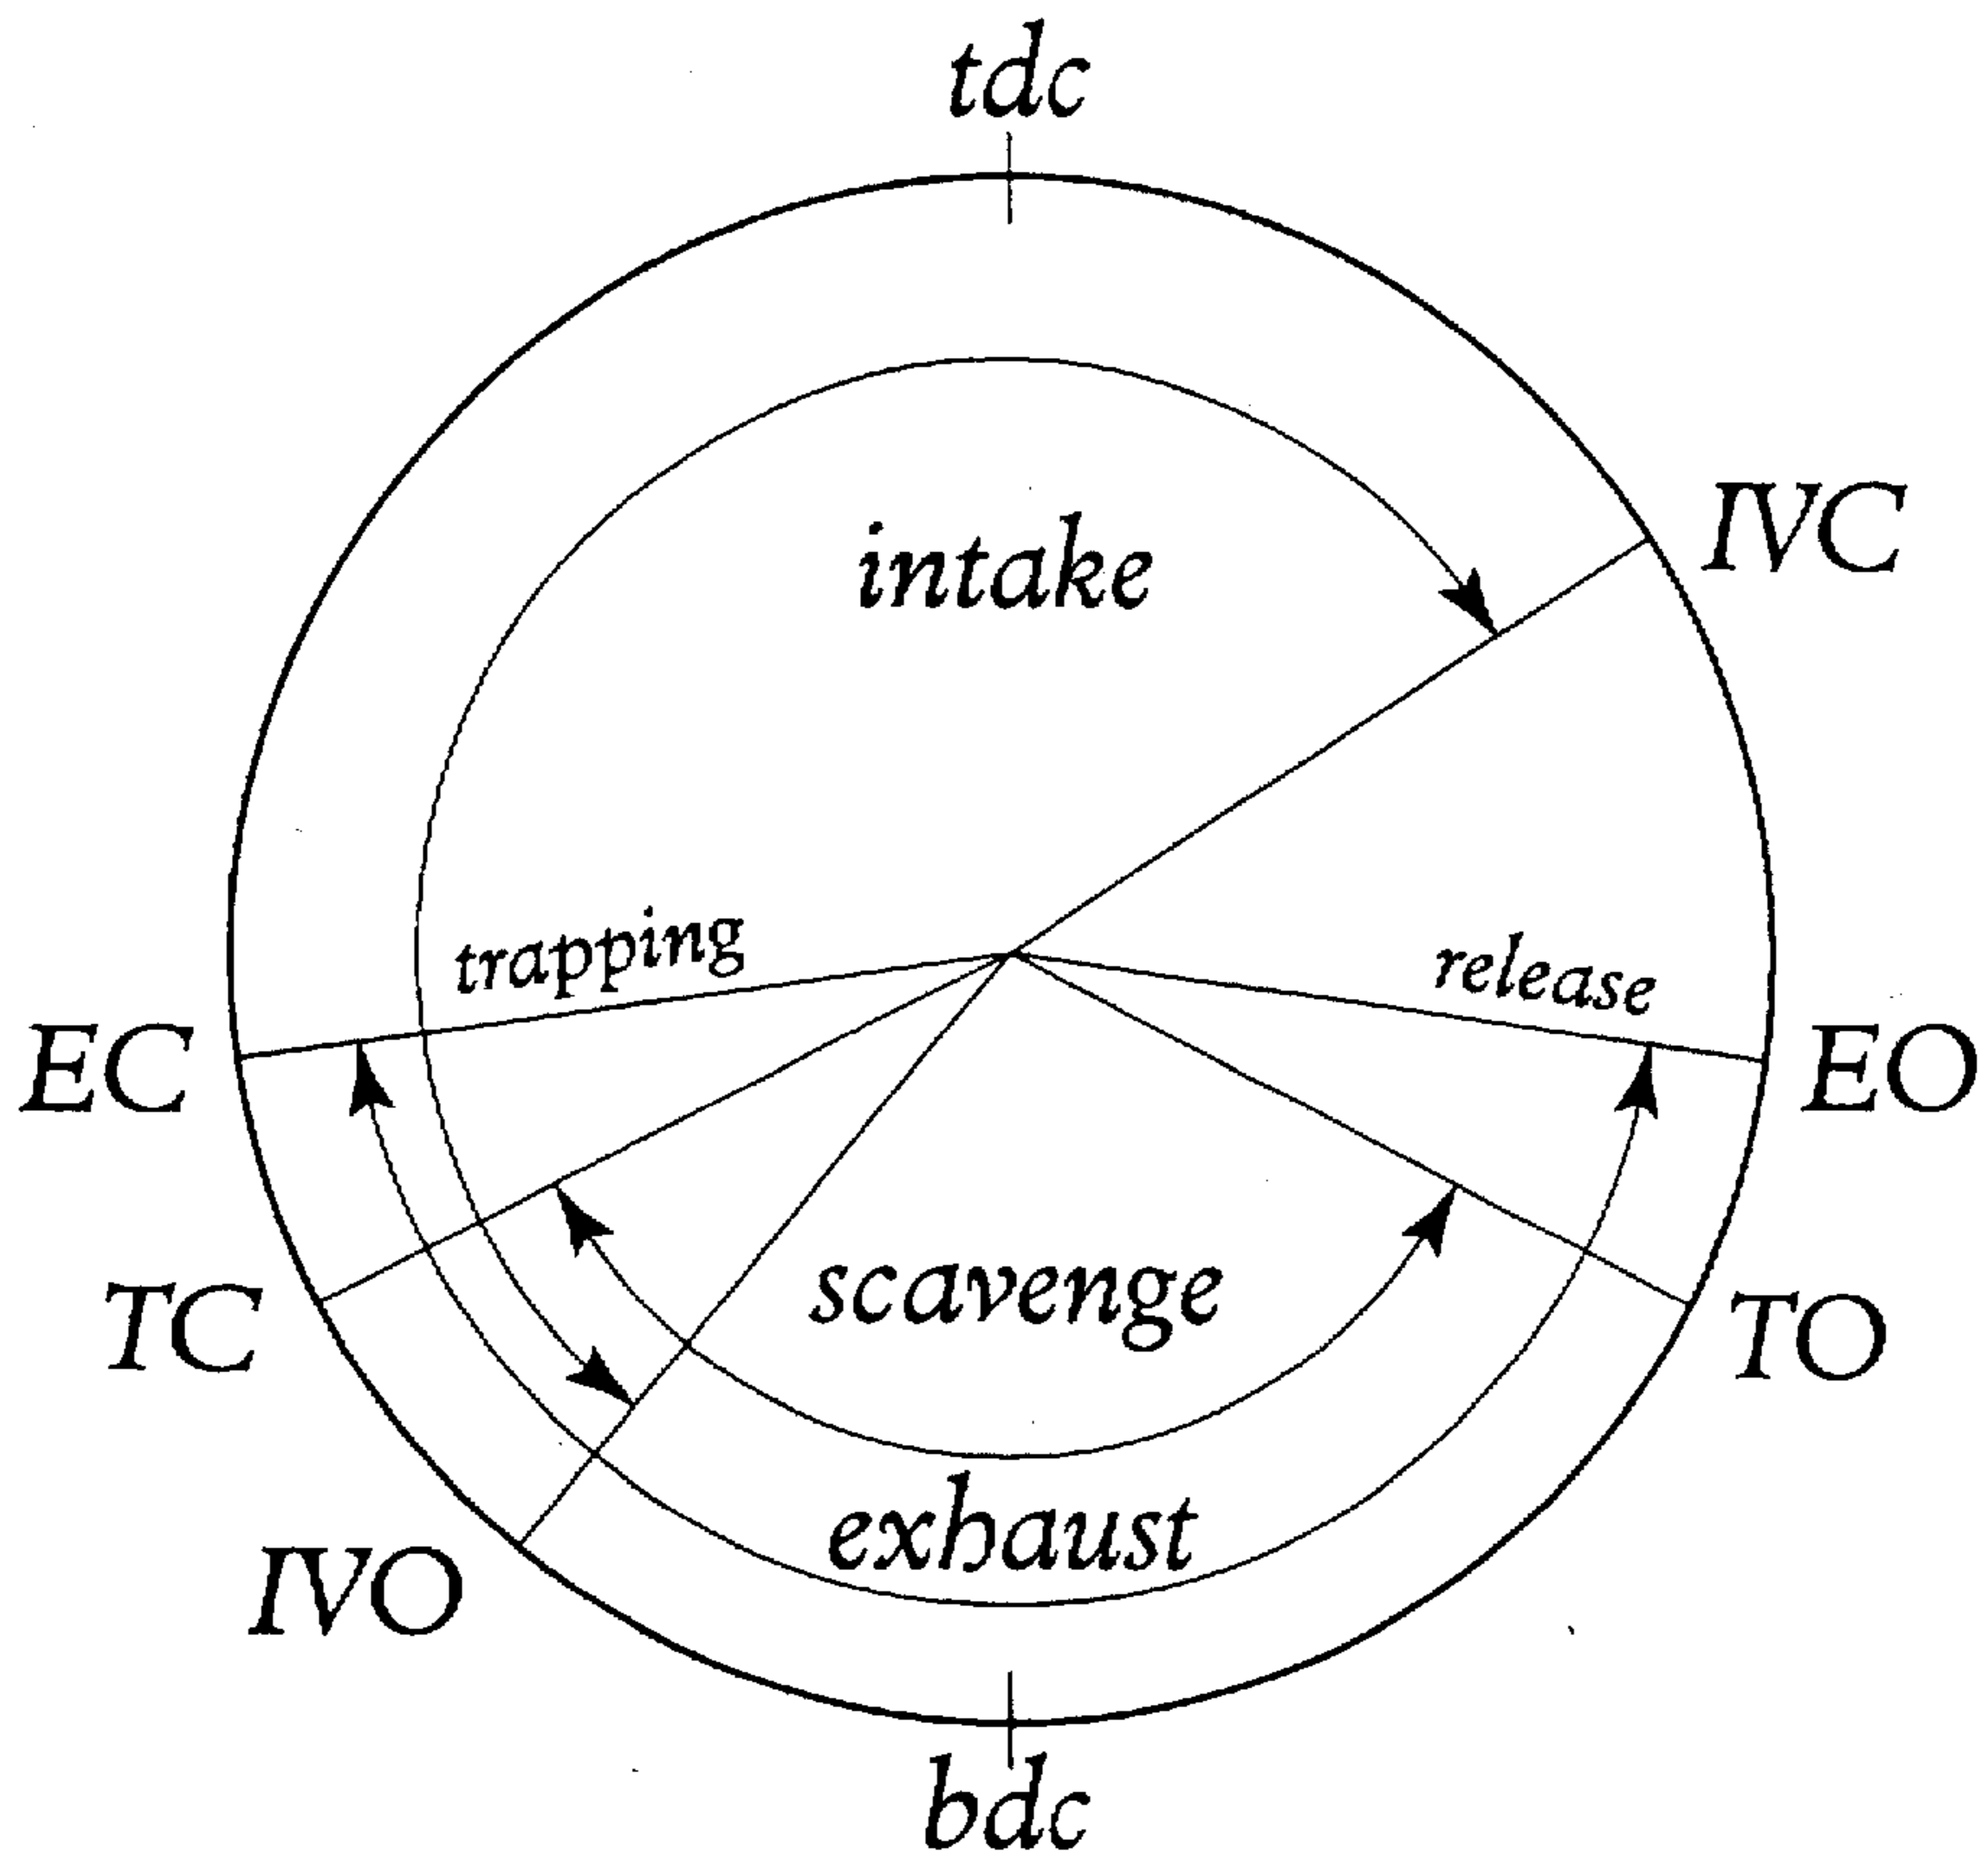 tdc
IVC
intake
trapping
release
EC
EO
scavenge
TC
TO
exhaust
IVO
bdc